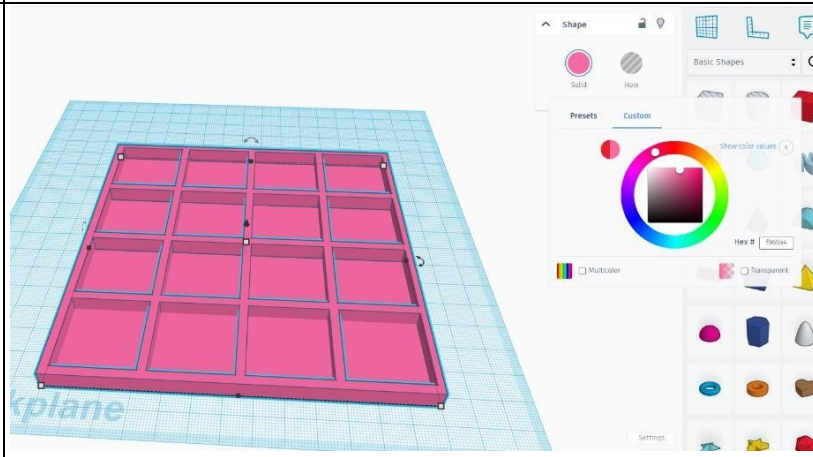 Shape
Solid
Hole
Basic Shapes
Presets
Custom
Show color values
Hex #
Multicolor
Transparent
kplane
Settings